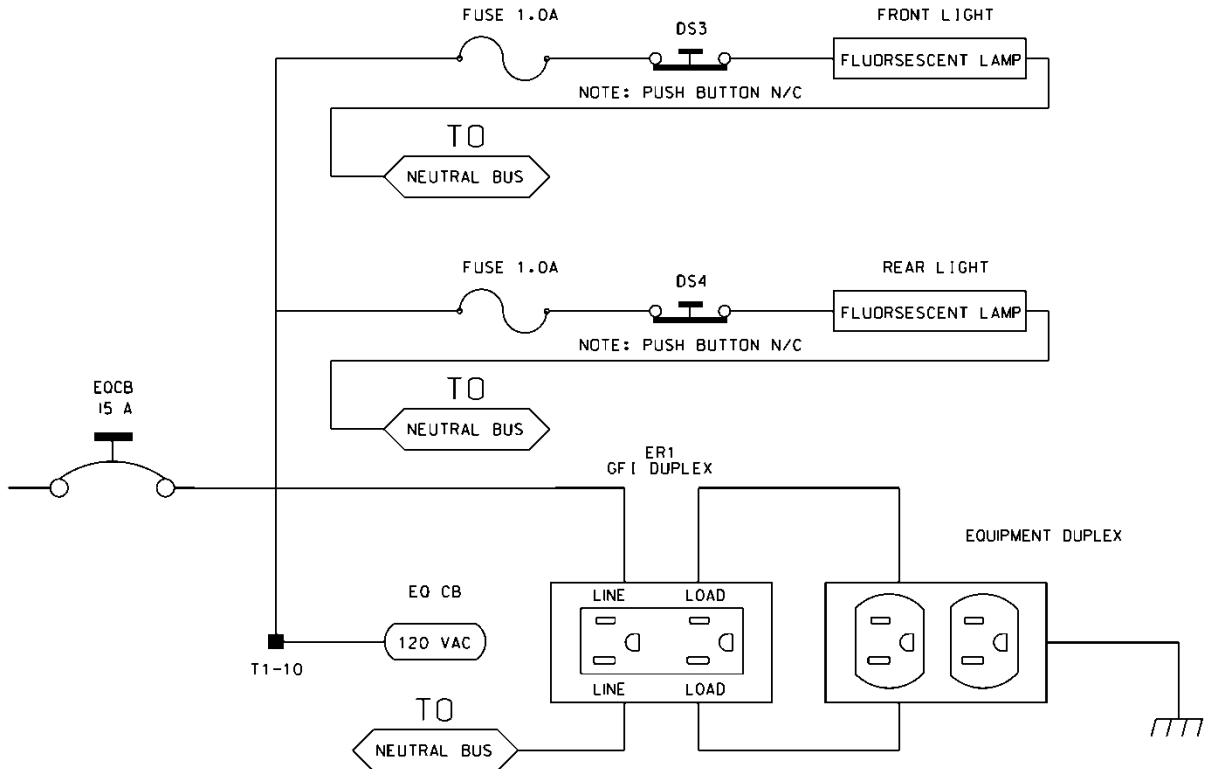 FUSE 1.0A
DS3
FRONT LIGHT
FLUORSESCENT LAMP
NOTE: PUSH BUTTON N/C
TO
NEUTRAL BUS
FUSE 1.0A
DS4
REAR LIGHT
FLUORSESCENT LAMP
NOTE: PUSH BUTTON N/C
TO
NEUTRAL BUS
EQCB
15 A
ER1
GFI DUPLEX
EQUIPMENT DUPLEX
LINE LOAD
EQ CB
120 VAC
T1-10
LINE LOAD
TO
NEUTRAL BUS